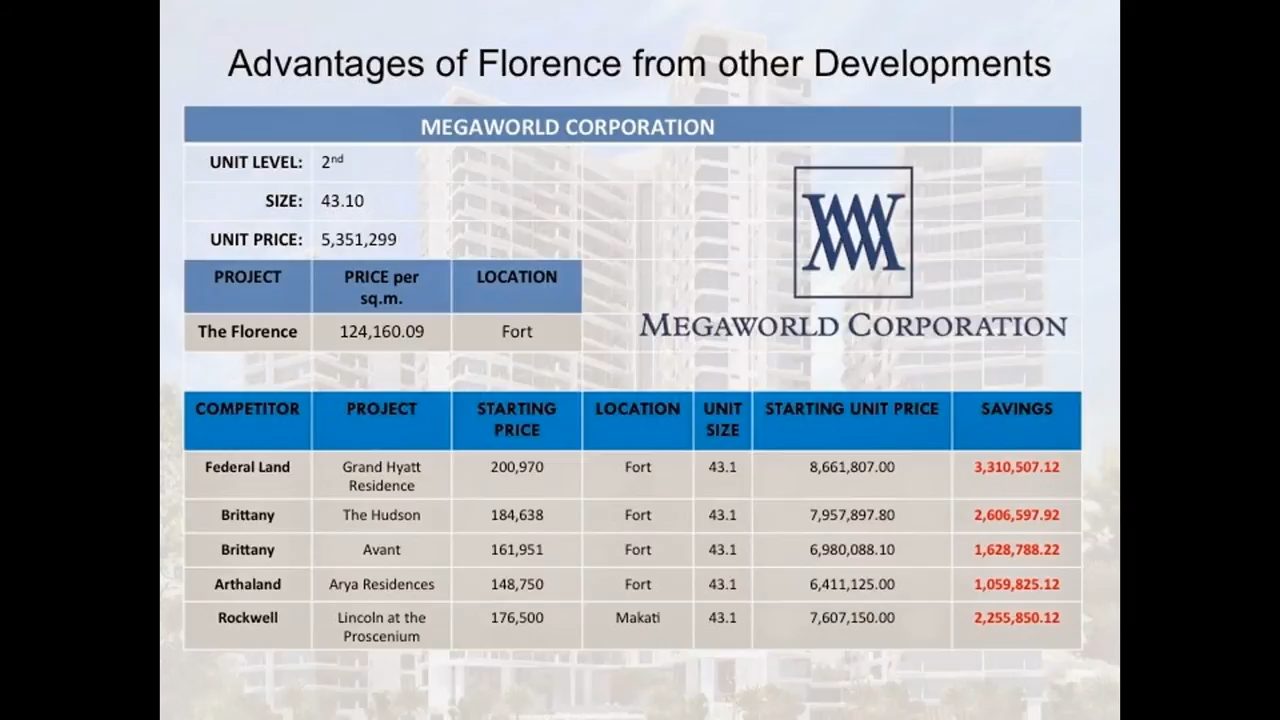 Advantages of Florence from other Developments
MEGAWORLD CORPORATION
UNIT LEVEL: 2nd
SIZE: 43.10
UNIT PRICE: 5,351,299
PROJECT PRICE per sq.m. LOCATION
The Florence 124,160.09 Fort
MEGAWORLD CORPORATION
COMPETITOR PROJECT STARTING PRICE LOCATION UNIT SIZE STARTING UNIT PRICE SAVINGS
Federal Land Grand Hyatt Residence 200,970 Fort 43.1 8,661,807.00 3,310,507.12
Brittany The Hudson 184,638 Fort 43.1 7,957,897.80 2,606,597.92
Brittany Avant 161,951 Fort 43.1 6,980,088.10 1,628,788.22
Arthaland Arya Residences 148,750 Fort 43.1 6,411,125.00 1,059,825.12
Rockwell Lincoln at the Proscenium 176,500 Makati 43.1 7,607,150.00 2,255,850.12